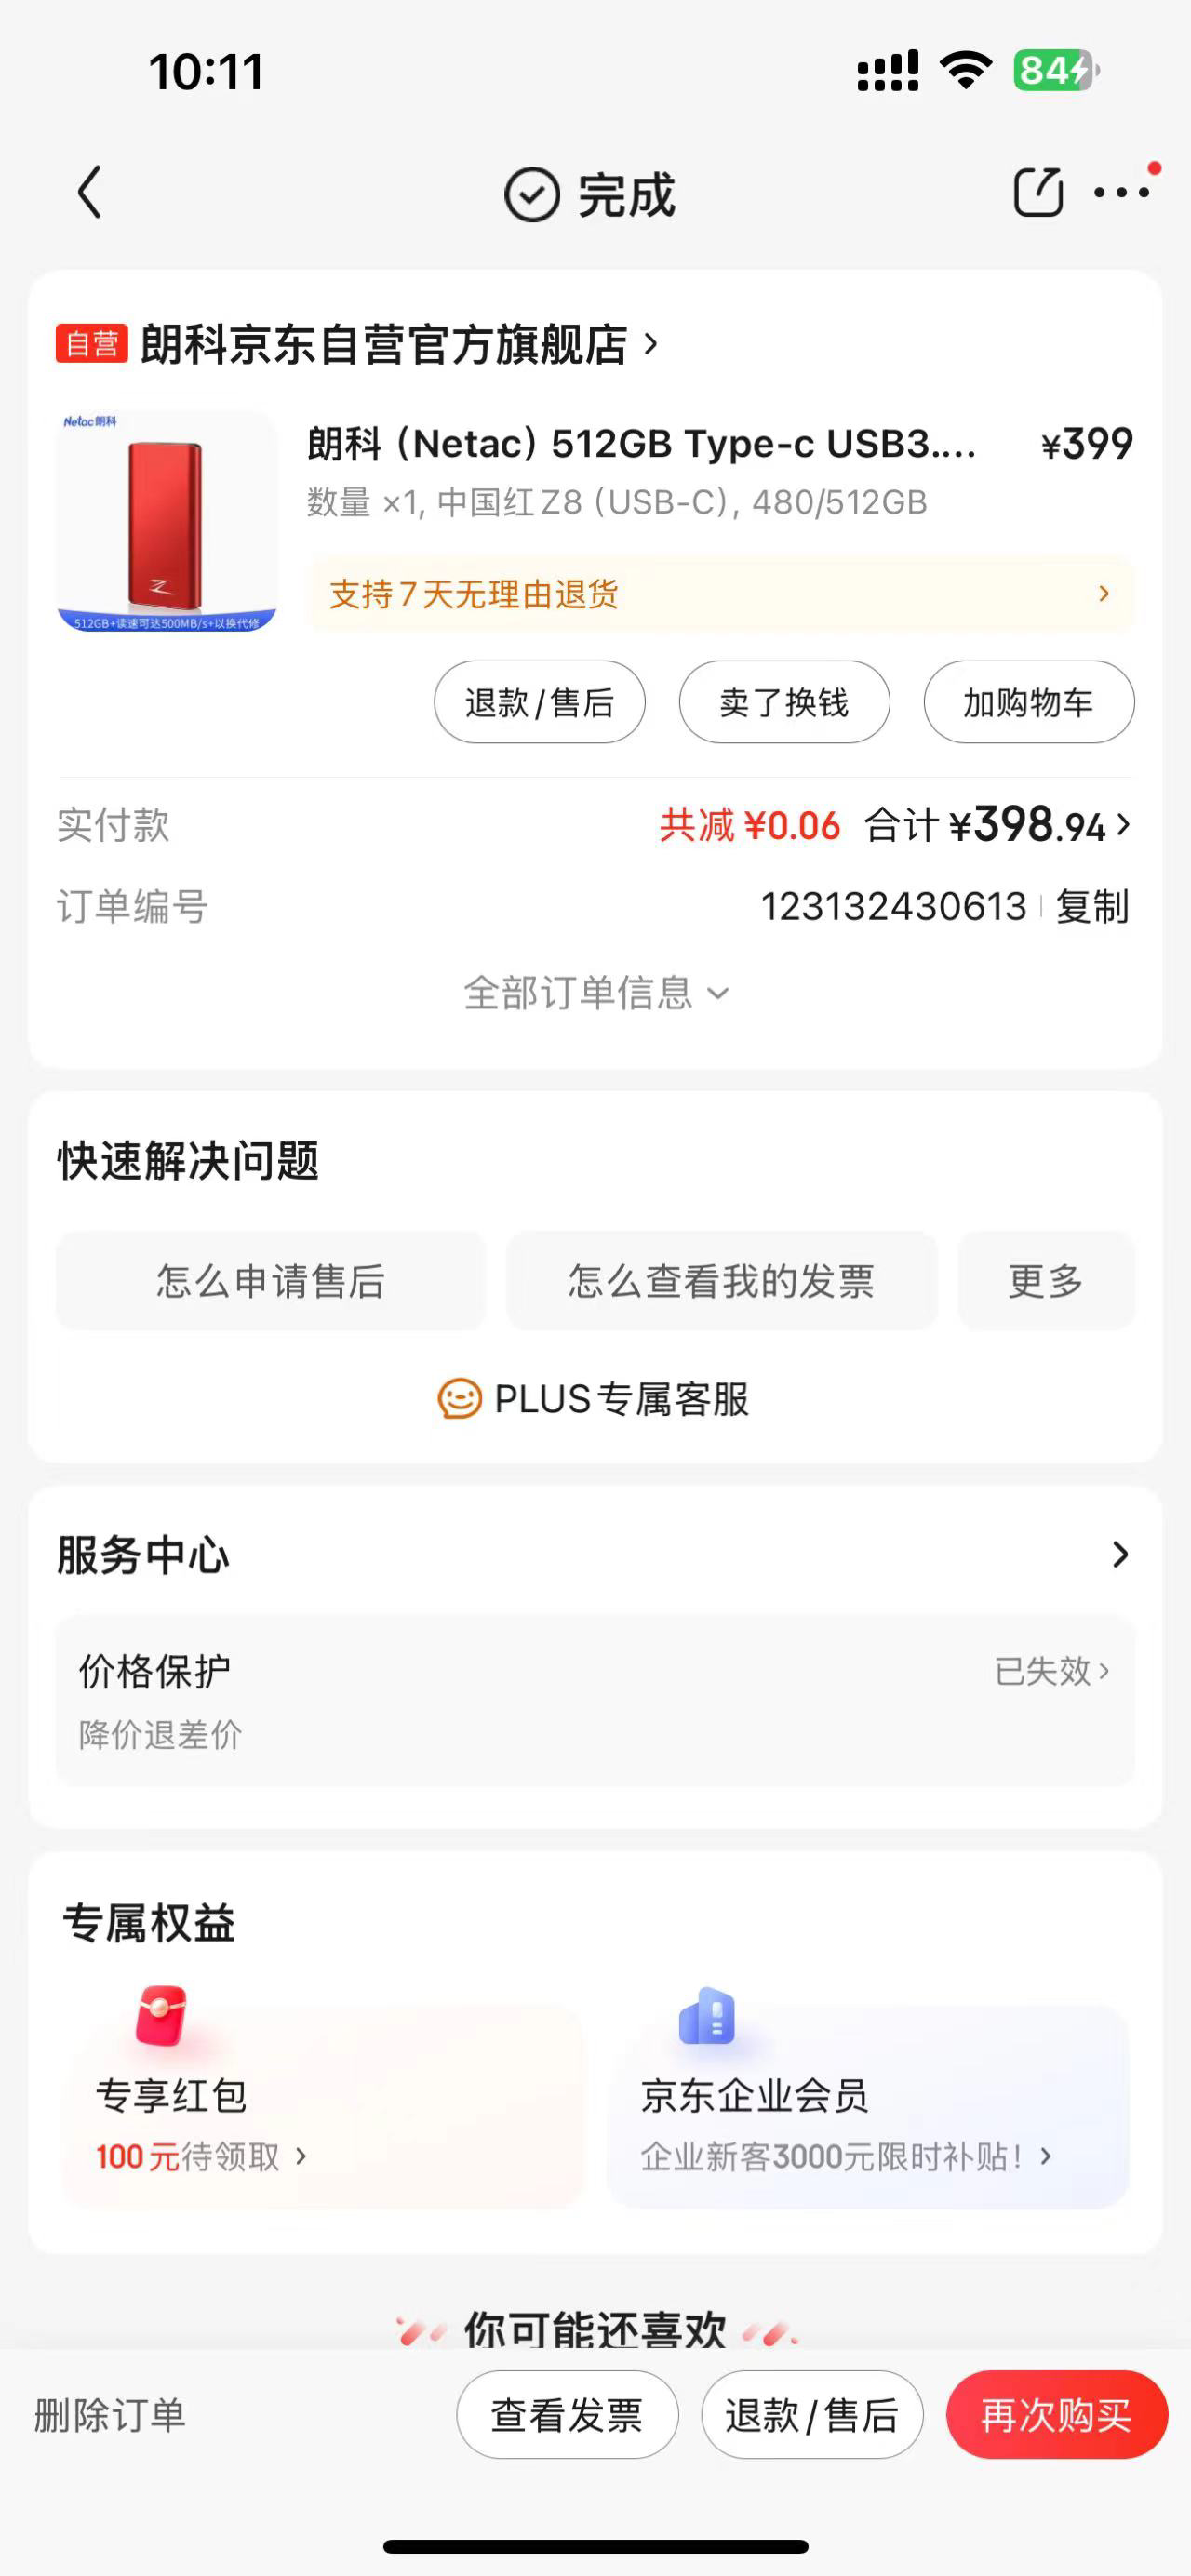 10:11
84
完成
自营 朗科京东自营官方旗舰店
Netac朗科
朗科（Netac）512GB Type-c USB3.... ¥399
数量 ×1, 中国红 Z8（USB-C），480/512GB
支持 7 天无理由退货
Z
512GB+读速可达500MB/s+以换代修
退款/售后 卖了换钱 加购物车
实付款 共减 ¥0.06 合计 ¥398.94
订单编号 123132430613 复制
全部订单信息
快速解决问题
怎么申请售后 怎么查看我的发票 更多
PLUS专属客服
服务中心
价格保护 已失效
降价退差价
专属权益
专享红包 京东企业会员
100 元待领取 企业新客3000元限时补贴！
你可能还喜欢
删除订单 查看发票 退款/售后 再次购买